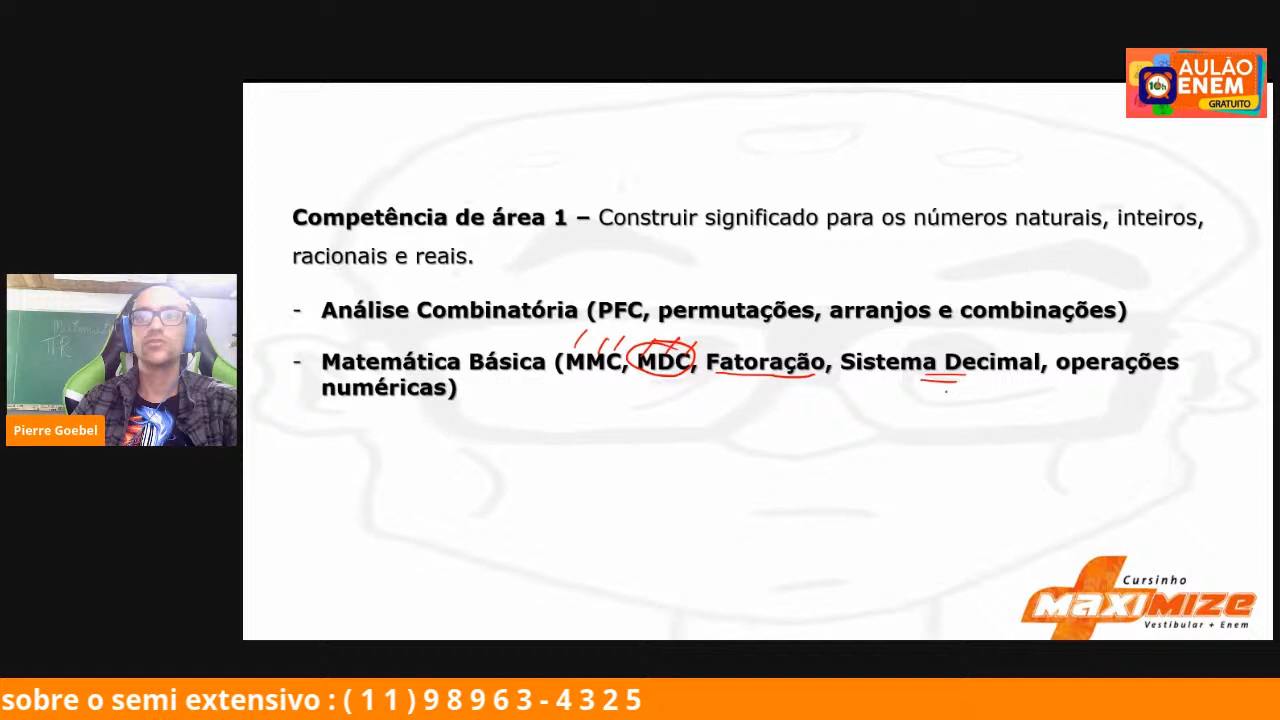 AULÃO
ENEM
GRATUITO
10h
Competência de área 1 – Construir significado para os números naturais, inteiros,
racionais e reais.
- Análise Combinatória (PFC, permutações, arranjos e combinações)
- Matemática Básica (MMC, MDC, Fatoração, Sistema Decimal, operações
numéricas)
Pierre Goebel
Cursinho
MAXIMIZE
Vestibular + Enem
sobre o semi extensivo : ( 1 1 ) 9 8 9 6 3 - 4 3 2 5